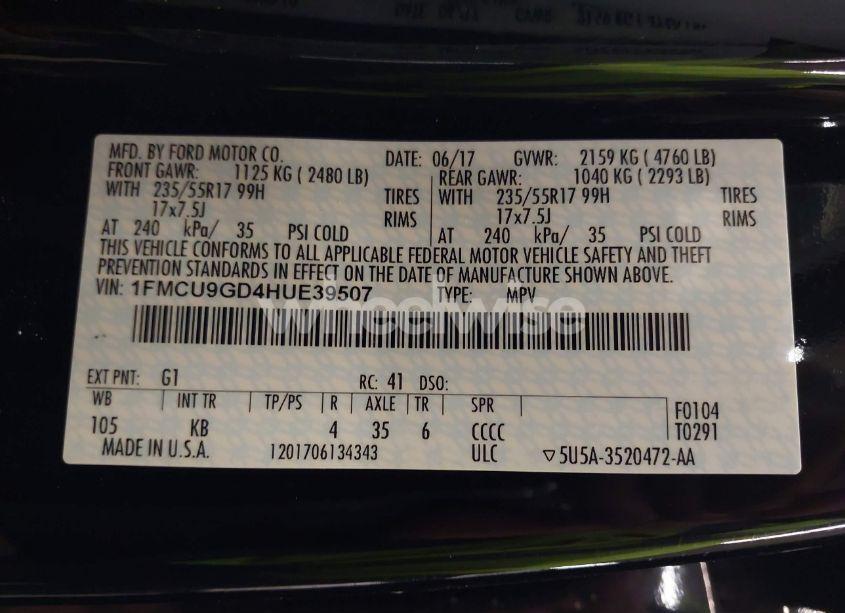 MFD. BY FORD MOTOR CO. DATE: 06/17 GVWR: 2159 KG ( 4760 LB)
FRONT GAWR: 1125 KG ( 2480 LB) REAR GAWR: 1040 KG ( 2293 LB)
WITH 235/55R17 99H TIRES WITH 235/55R17 99H TIRES
17x7.5J RIMS 17x7.5J RIMS
AT 240 kPa/ 35 PSI COLD AT 240 kPa/ 35 PSI COLD
THIS VEHICLE CONFORMS TO ALL APPLICABLE FEDERAL MOTOR VEHICLE SAFETY AND THEFT
PREVENTION STANDARDS IN EFFECT ON THE DATE OF MANUFACTURE SHOWN ABOVE.
VIN: 1FMCU9GD4HUE39507 TYPE: MPV
wheelwise
EXT PNT: G1 RC: 41 DSO:
WB INT TR TP/PS R AXLE TR SPR F0104
105 KB 4 35 6 CCCC T0291
MADE IN U.S.A. 1201706134343 ULC ▽5U5A-3520472-AA